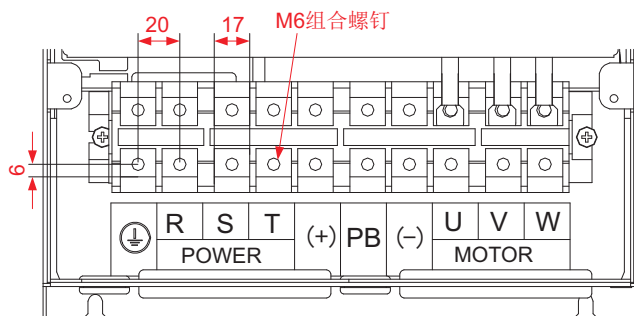 20
17
M6组合螺钉
6
R S T (+) PB (−) U V W
POWER MOTOR